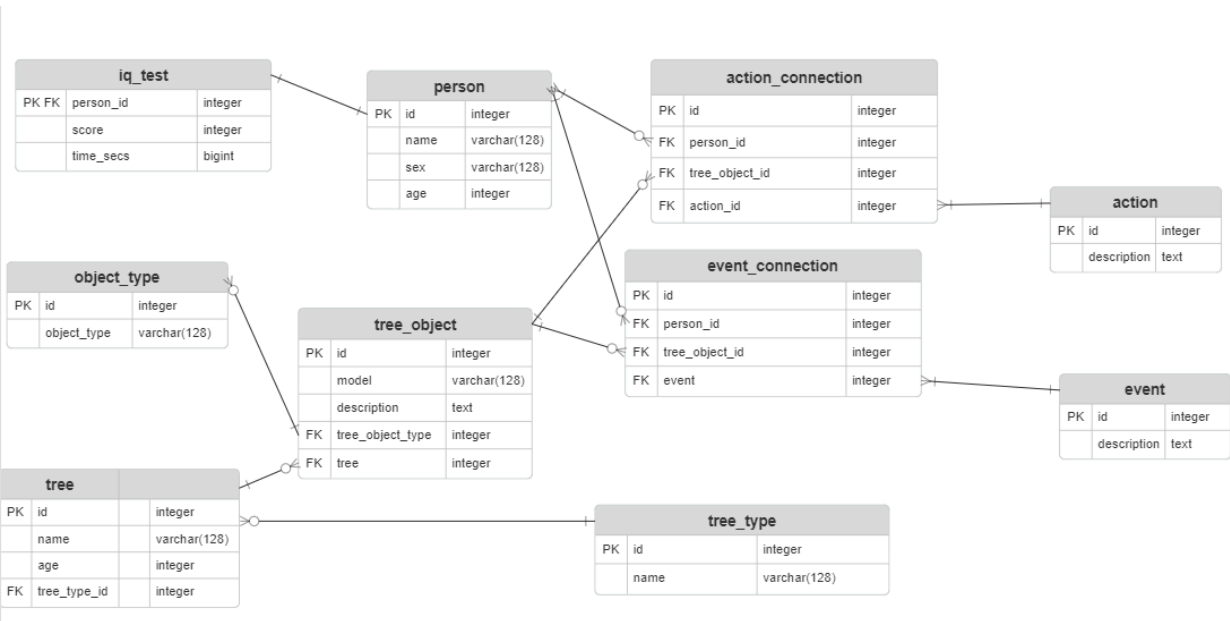 iq_test
PK FK person_id integer
score integer
time_secs bigint
person
PK id integer
name varchar(128)
sex varchar(128)
age integer
action_connection
PK id integer
FK person_id integer
FK tree_object_id integer
FK action_id integer
action
PK id integer
description text
object_type
PK id integer
object_type varchar(128)
tree_object
PK id integer
model varchar(128)
description text
FK tree_object_type integer
FK tree integer
event_connection
PK id integer
FK person_id integer
FK tree_object_id integer
FK event integer
event
PK id integer
description text
tree
PK id integer
name varchar(128)
age integer
FK tree_type_id integer
tree_type
PK id integer
name varchar(128)